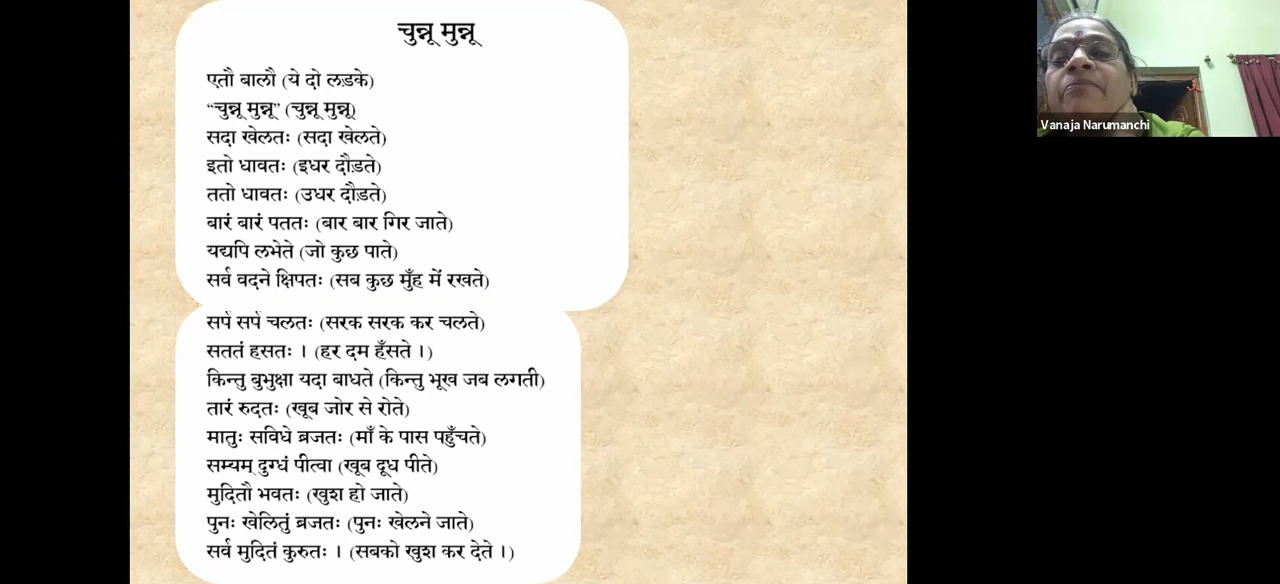 चुन्नू मुन्नू
एतौ बालौ (ये दो लड़के)
“चुन्नू मुन्नू” (चुन्नू मुन्नू)
सदा खेलतः (सदा खेलते)
इतो धावतः (इधर दौड़ते)
ततो धावतः (उधर दौड़ते)
बारं बारं पततः (बार बार गिर जाते)
यद्यपि लभेते (जो कुछ पाते)
सर्व वदने क्षिपतः (सब कुछ मुँह में रखते)
सर्पं सर्पं चलतः (सरक सरक कर चलते)
सततं हसतः । (हर दम हँसते ।)
किन्तु बुभुक्षा यदा बाधते (किन्तु भूख जब लगती)
तारं रुदतः (खूब जोर से रोते)
मातुः सविधे व्रजतः (माँ के पास पहुँचते)
सम्यम् दुग्धं पीत्वा (खूब दूध पीते)
मुदितौ भवतः (खुश हो जाते)
पुनः खेलितुं व्रजतः (पुनः खेलने जाते)
सर्व मुदितं कुरुतः । (सबको खुश कर देते ।)
Vanaja Narumanchi